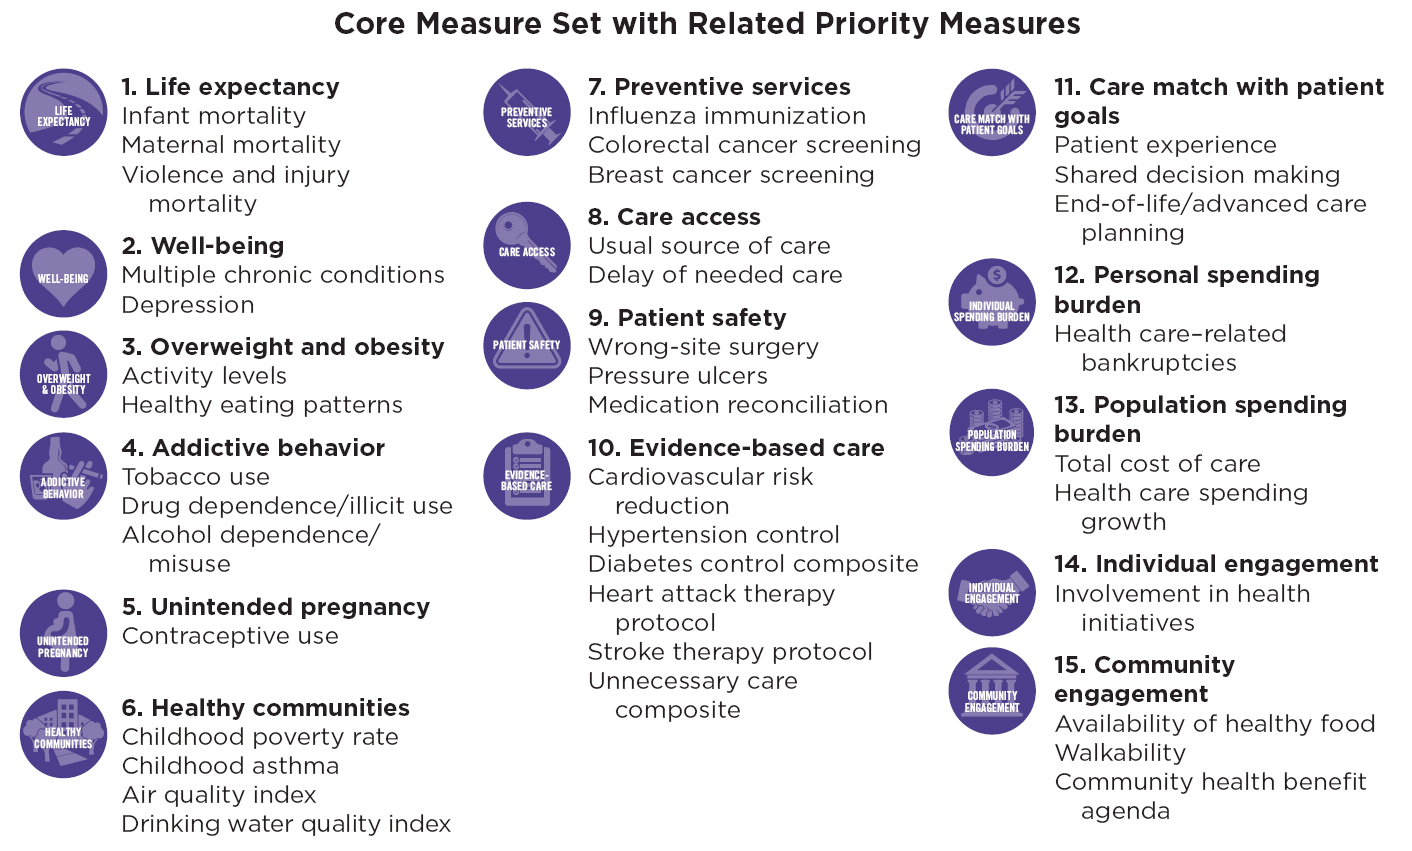 Core Measure Set with Related Priority Measures
LIFE
EXPECTANCY
1. Life expectancy
Infant mortality
Maternal mortality
Violence and injury
mortality
WELL-BEING
2. Well-being
Multiple chronic conditions
Depression
OVERWEIGHT
& OBESITY
3. Overweight and obesity
Activity levels
Healthy eating patterns
ADDICTIVE
BEHAVIOR
4. Addictive behavior
Tobacco use
Drug dependence/illicit use
Alcohol dependence/
misuse
UNINTENDED
PREGNANCY
5. Unintended pregnancy
Contraceptive use
HEALTHY
COMMUNITIES
6. Healthy communities
Childhood poverty rate
Childhood asthma
Air quality index
Drinking water quality index
PREVENTIVE
SERVICES
7. Preventive services
Influenza immunization
Colorectal cancer screening
Breast cancer screening
CARE ACCESS
8. Care access
Usual source of care
Delay of needed care
PATIENT SAFETY
9. Patient safety
Wrong-site surgery
Pressure ulcers
Medication reconciliation
EVIDENCE-
BASED CARE
10. Evidence-based care
Cardiovascular risk
reduction
Hypertension control
Diabetes control composite
Heart attack therapy
protocol
Stroke therapy protocol
Unnecessary care
composite
CARE MATCH WITH
PATIENT GOALS
11. Care match with patient
goals
Patient experience
Shared decision making
End-of-life/advanced care
planning
$
INDIVIDUAL
SPENDING BURDEN
12. Personal spending
burden
Health care–related
bankruptcies
POPULATION
SPENDING BURDEN
13. Population spending
burden
Total cost of care
Health care spending
growth
INDIVIDUAL
ENGAGEMENT
14. Individual engagement
Involvement in health
initiatives
COMMUNITY
ENGAGEMENT
15. Community
engagement
Availability of healthy food
Walkability
Community health benefit
agenda